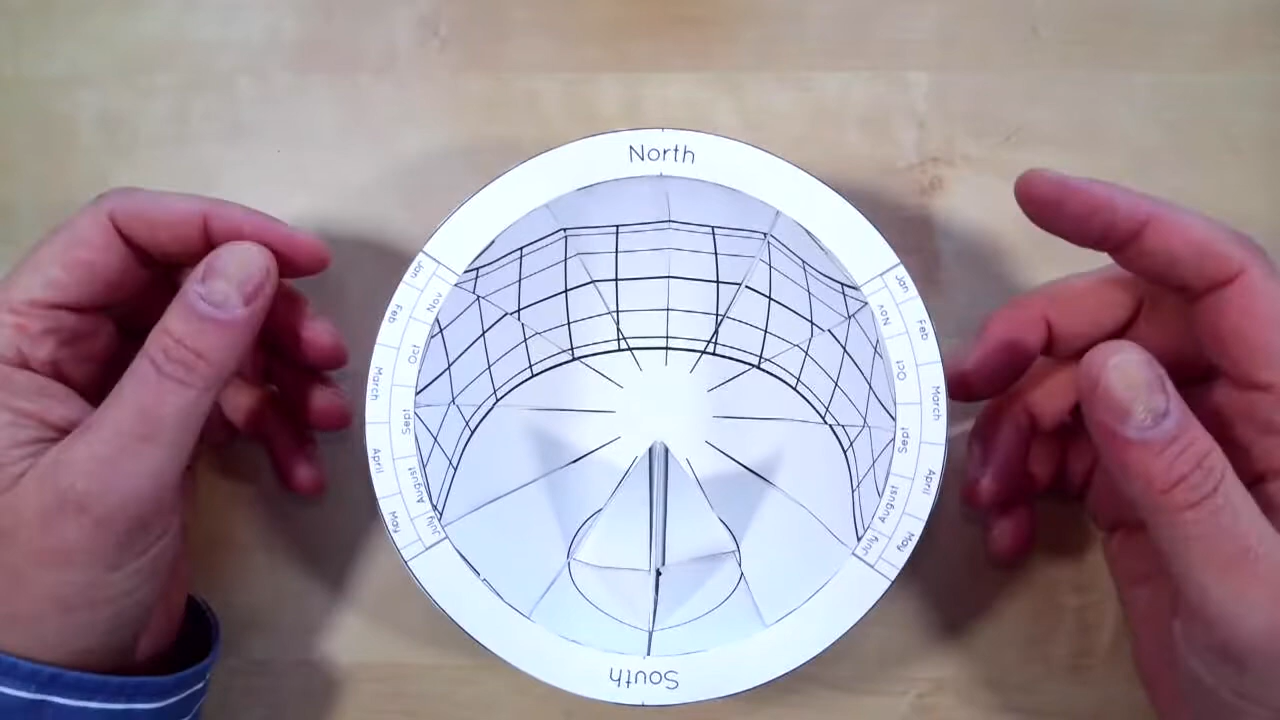 North
Jan
Feb
March
April
May
Nov
Oct
Sept
August
July
Jan
Feb
March
April
May
Nov
Oct
Sept
August
July
South